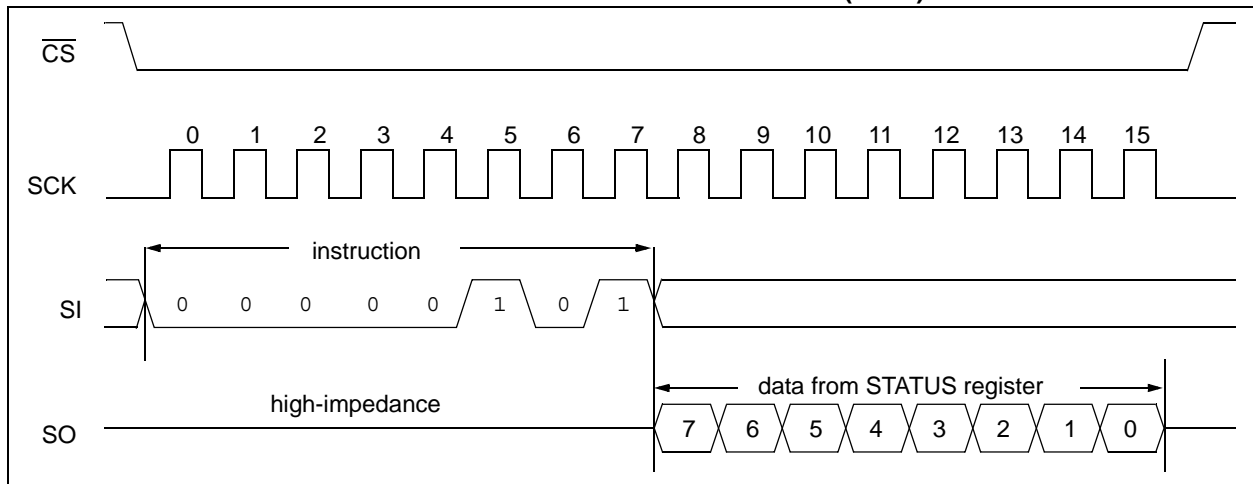 CS
0 1 2 3 4 5 6 7 8 9 10 11 12 13 14 15
SCK
instruction
SI 0 0 0 0 0 1 0 1
data from STATUS register
high-impedance
SO 7 6 5 4 3 2 1 0